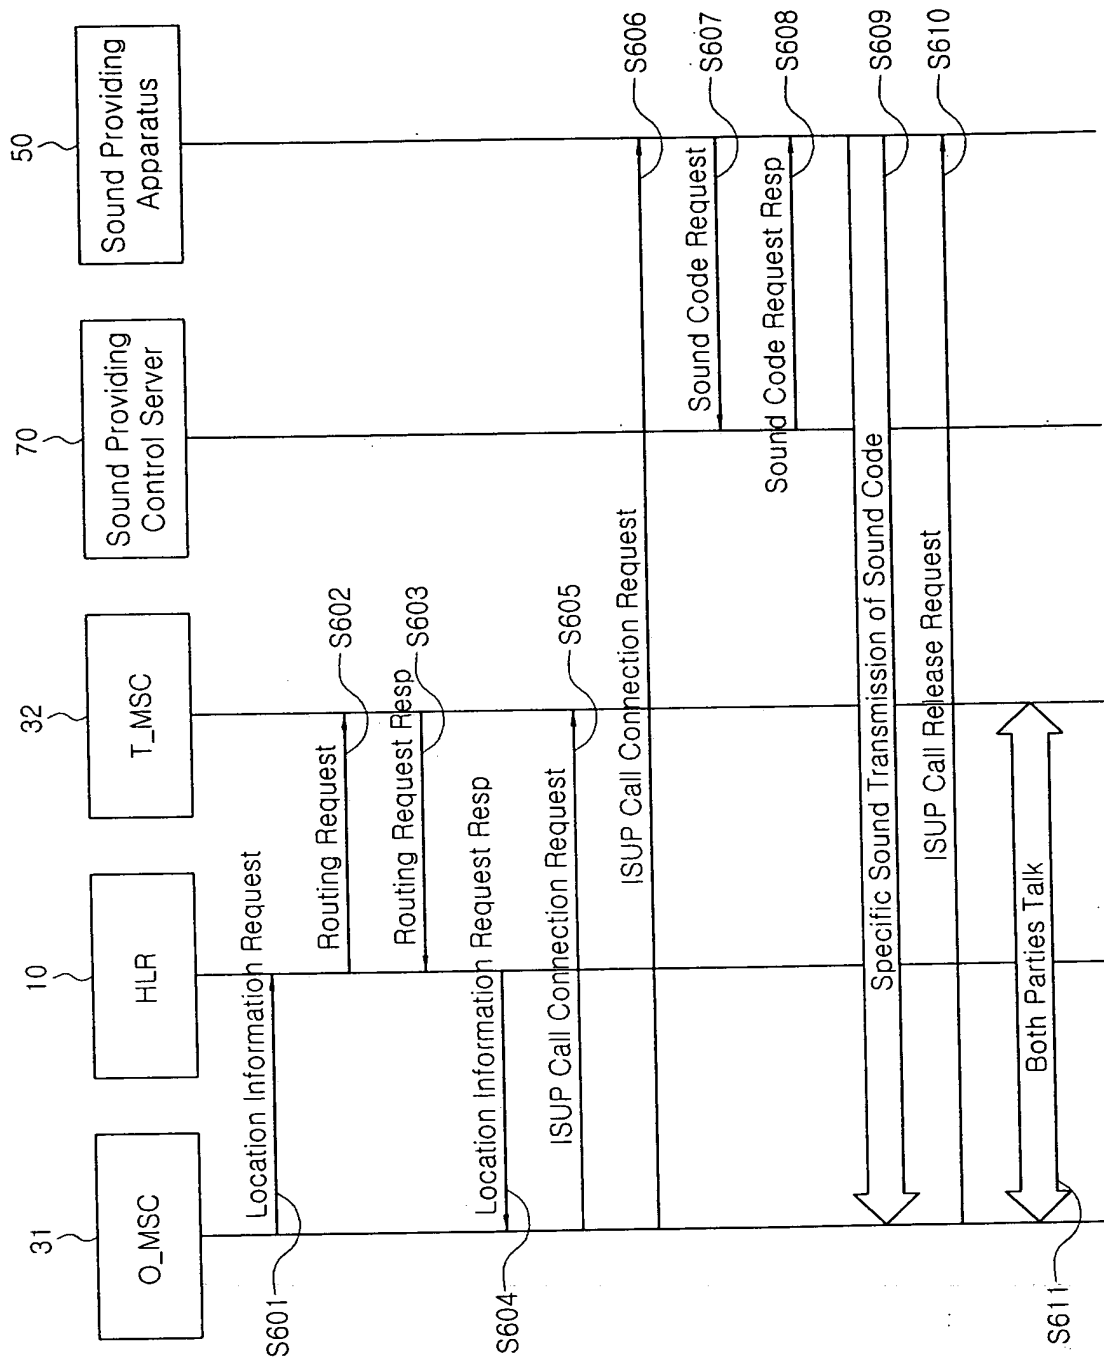 31
O_MSC
10
HLR
32
T_MSC
70
Sound Providing
Control Server
50
Sound Providing
Apparatus
S601
Location Information Request
Routing Request
S602
Routing Request Resp
S603
S604
Location Information Request Resp
ISUP Call Connection Request
S605
ISUP Call Connection Request
S606
Sound Code Request
S607
Sound Code Request Resp
S608
Specific Sound Transmission of Sound Code
S609
ISUP Call Release Request
S610
Both Parties Talk
S611